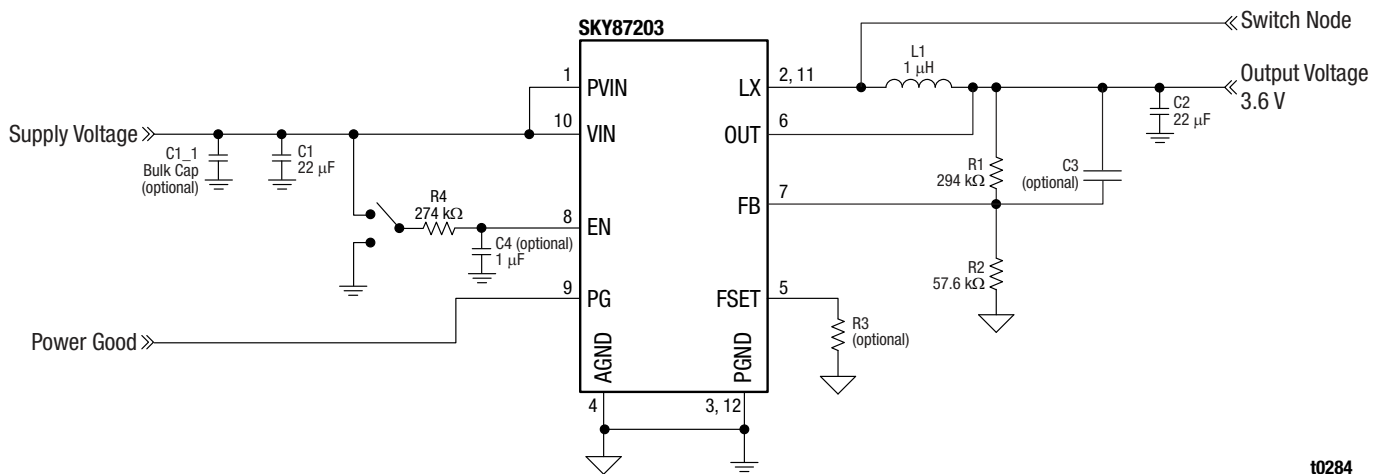 SKY87203
Switch Node
L1
1 μH
1
PVIN
LX
2, 11
Output Voltage
3.6 V
C2
22 μF
Supply Voltage
10
VIN
OUT
6
C1_1
Bulk Cap
(optional)
C1
22 μF
R1
294 kΩ
C3
(optional)
R4
274 kΩ
FB
7
8
EN
C4 (optional)
1 μF
R2
57.6 kΩ
9
PG
FSET
5
R3
(optional)
Power Good
AGND
PGND
4
3, 12
t0284